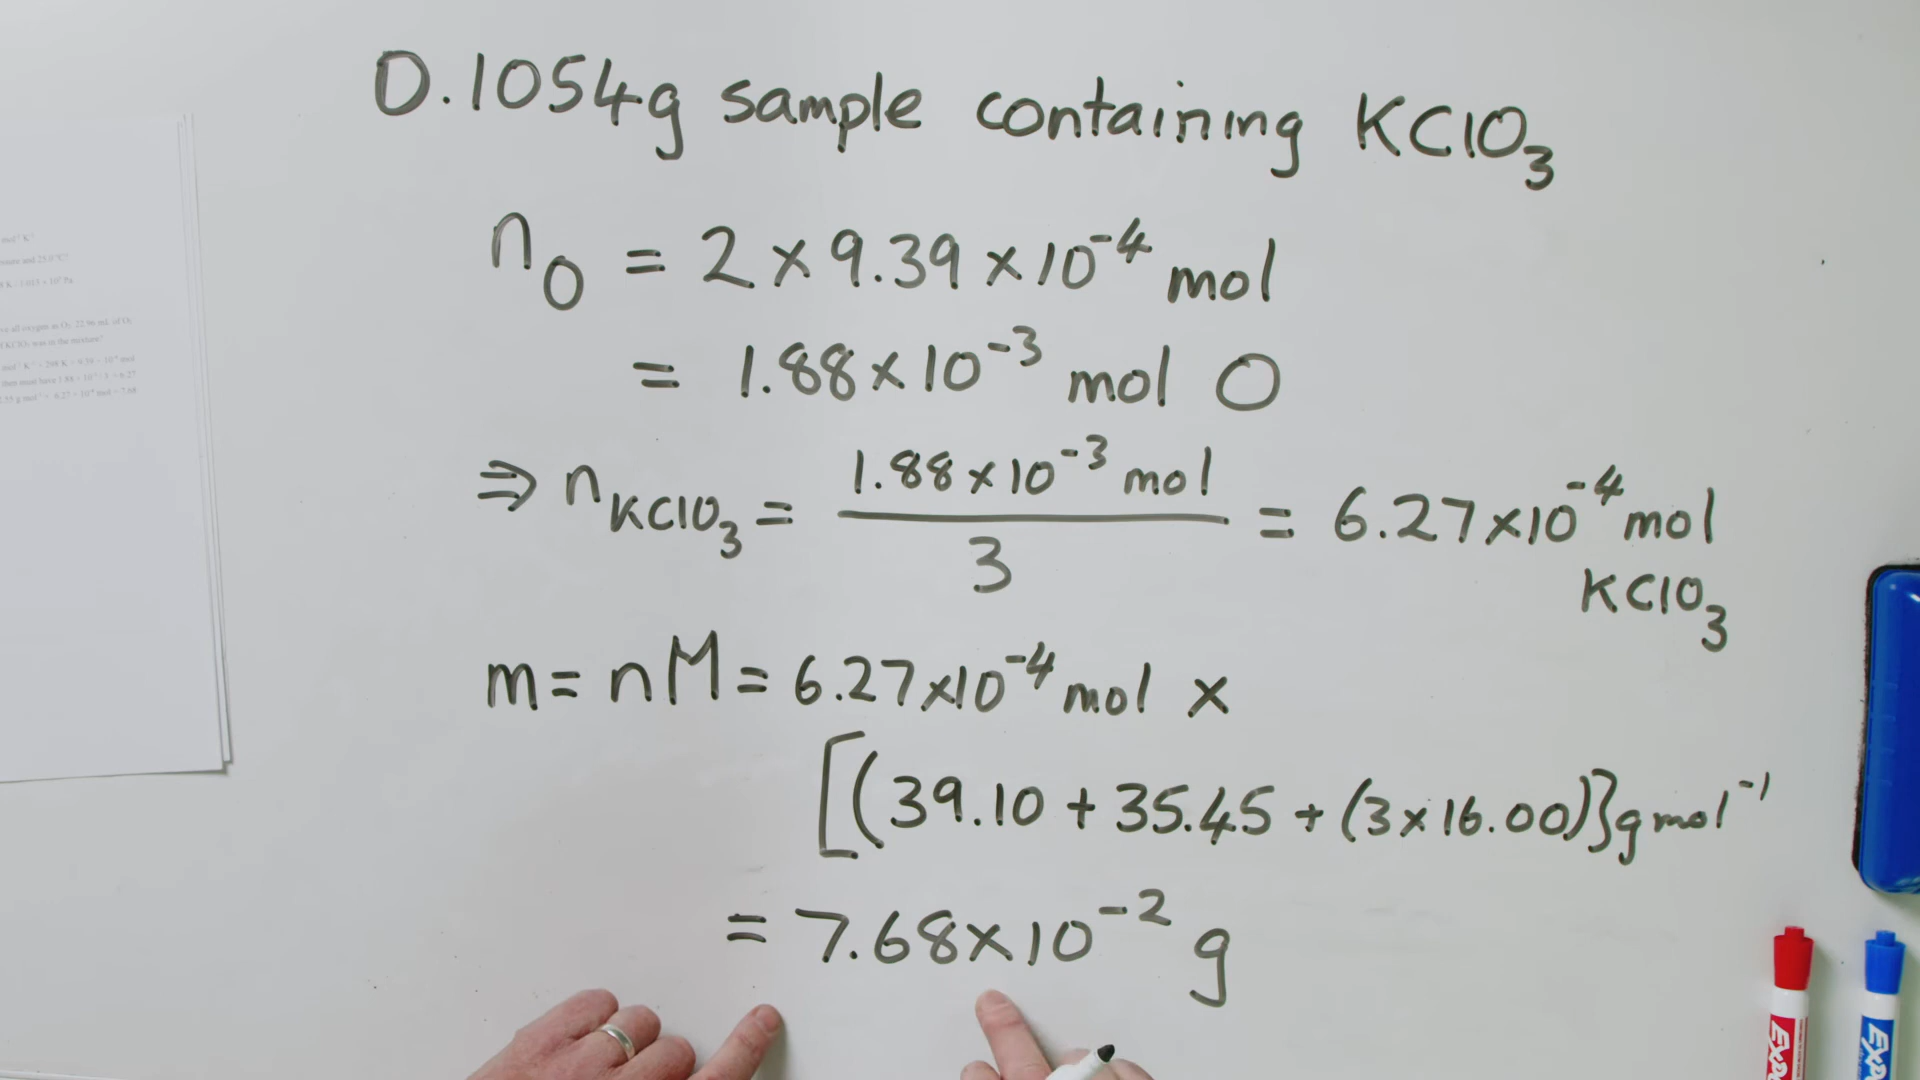 0.1054g sample containing KClO₃
n₀ = 2 × 9.39 × 10⁻⁴ mol
= 1.88 × 10⁻³ mol O
⇒ n_KClO₃ = 1.88 × 10⁻³ mol / 3 = 6.27 × 10⁻⁴ mol
KClO₃
m = nM = 6.27 × 10⁻⁴ mol ×
[(39.10 + 35.45 + (3 × 16.00)}g mol⁻¹
= 7.68 × 10⁻² g